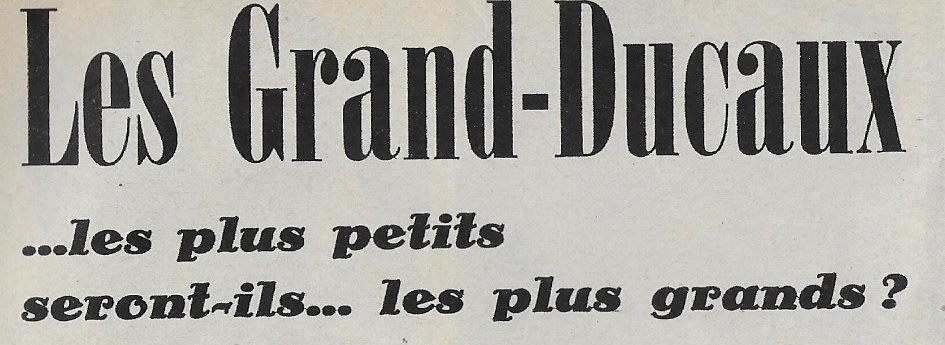 Les Grand-Ducaux
...les plus petits
seront-ils... les plus grands ?